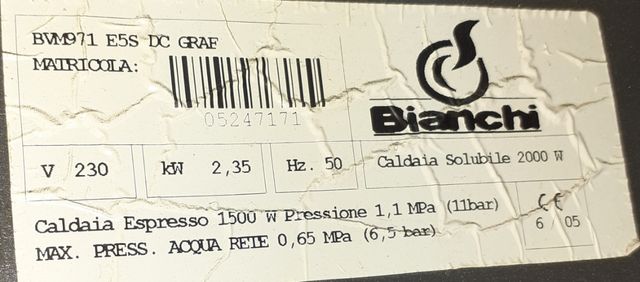 BVM971 E5S DC GRAF
MATRICOLA:
05247171
Bianchi
V 230
kW 2,35
Hz. 50
Caldaia Solubile 2000 W
Caldaia Espresso 1500 W Pressione 1,1 MPa (11bar)
MAX. PRESS. ACQUA RETE 0,65 MPa (6,5 bar)
CE
6 / 05